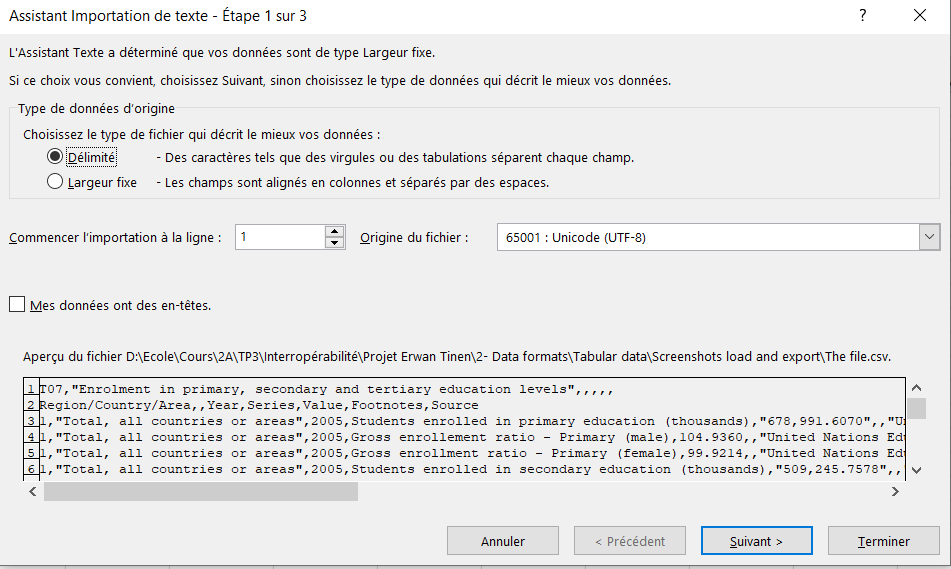 Assistant Importation de texte - Étape 1 sur 3 ?
L'Assistant Texte a déterminé que vos données sont de type Largeur fixe.
Si ce choix vous convient, choisissez Suivant, sinon choisissez le type de données qui décrit le mieux vos données.
Type de données d'origine
Choisissez le type de fichier qui décrit le mieux vos données :
Délimité - Des caractères tels que des virgules ou des tabulations séparent chaque champ.
Largeur fixe - Les champs sont alignés en colonnes et séparés par des espaces.
Commencer l'importation à la ligne : 1 Origine du fichier : 65001 : Unicode (UTF-8)
Mes données ont des en-têtes.
Aperçu du fichier D:\Ecole\Cours\2A\TP3\Interropérabilité\Projet Erwan Tinen\2- Data formats\Tabular data\Screenshots load and export\The file.csv.
1 T07,"Enrolment in primary, secondary and tertiary education levels",,,,,
2 Region/Country/Area,,Year,Series,Value,Footnotes,Source
3 1,"Total, all countries or areas",2005,Students enrolled in primary education (thousands),"678,991.6070",,"Un
4 1,"Total, all countries or areas",2005,Gross enrollement ratio - Primary (male),104.9360,,"United Nations Edu
5 1,"Total, all countries or areas",2005,Gross enrollment ratio - Primary (female),99.9214,,"United Nations Edu
6 1,"Total, all countries or areas",2005,Students enrolled in secondary education (thousands),"509,245.7578",,"
Annuler < Précédent Suivant > Terminer